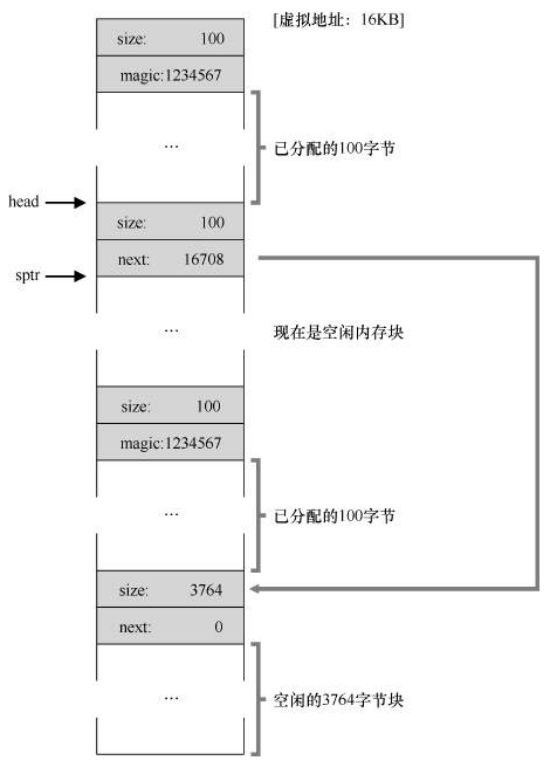 [虚拟地址：16KB]
size: 100
magic:1234567
...
已分配的100字节
head
size: 100
next: 16708
sptr
...
现在是空闲内存块
size: 100
magic:1234567
...
已分配的100字节
size: 3764
next: 0
...
空闲的3764字节块